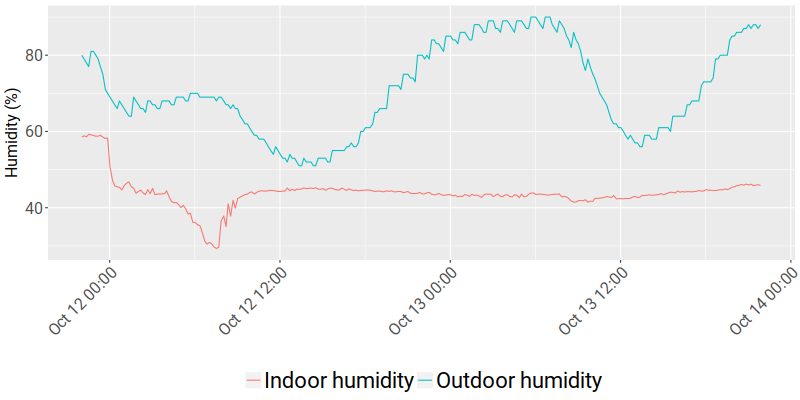 Humidity (%)
80
60
40
Oct 12 00:00
Oct 12 12:00
Oct 13 00:00
Oct 13 12:00
Oct 14 00:00
Indoor humidity
Outdoor humidity